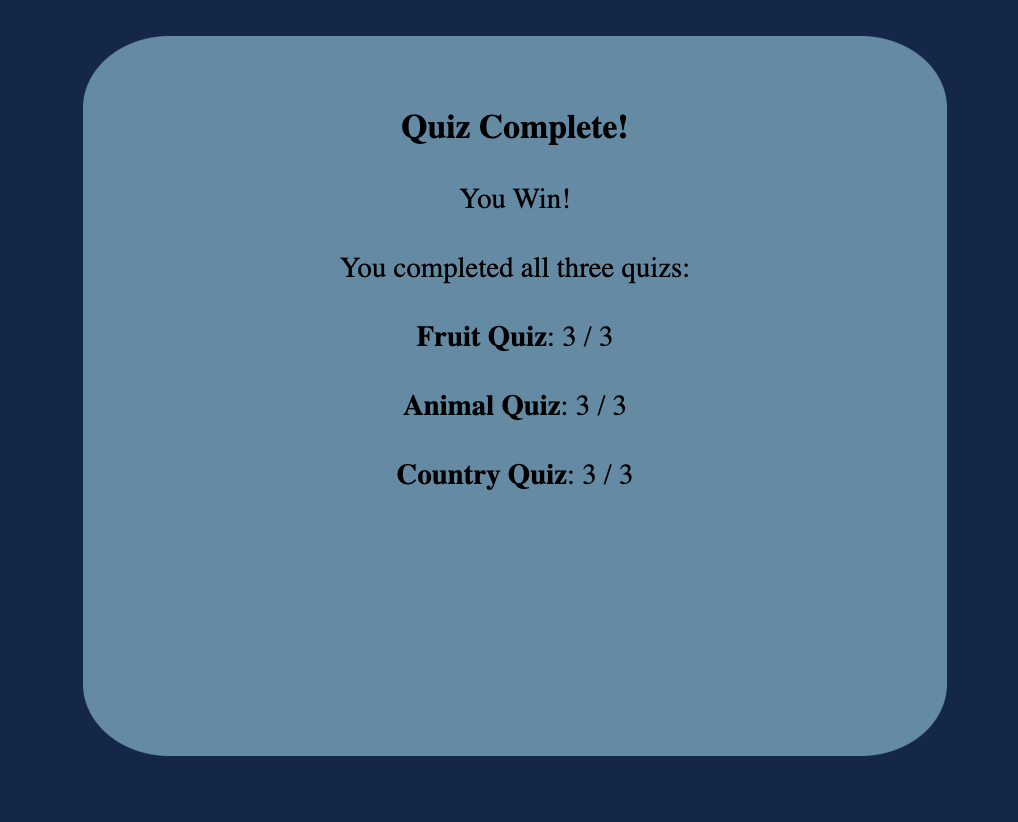 Quiz Complete!
You Win!
You completed all three quizs:
Fruit Quiz: 3 / 3
Animal Quiz: 3 / 3
Country Quiz: 3 / 3